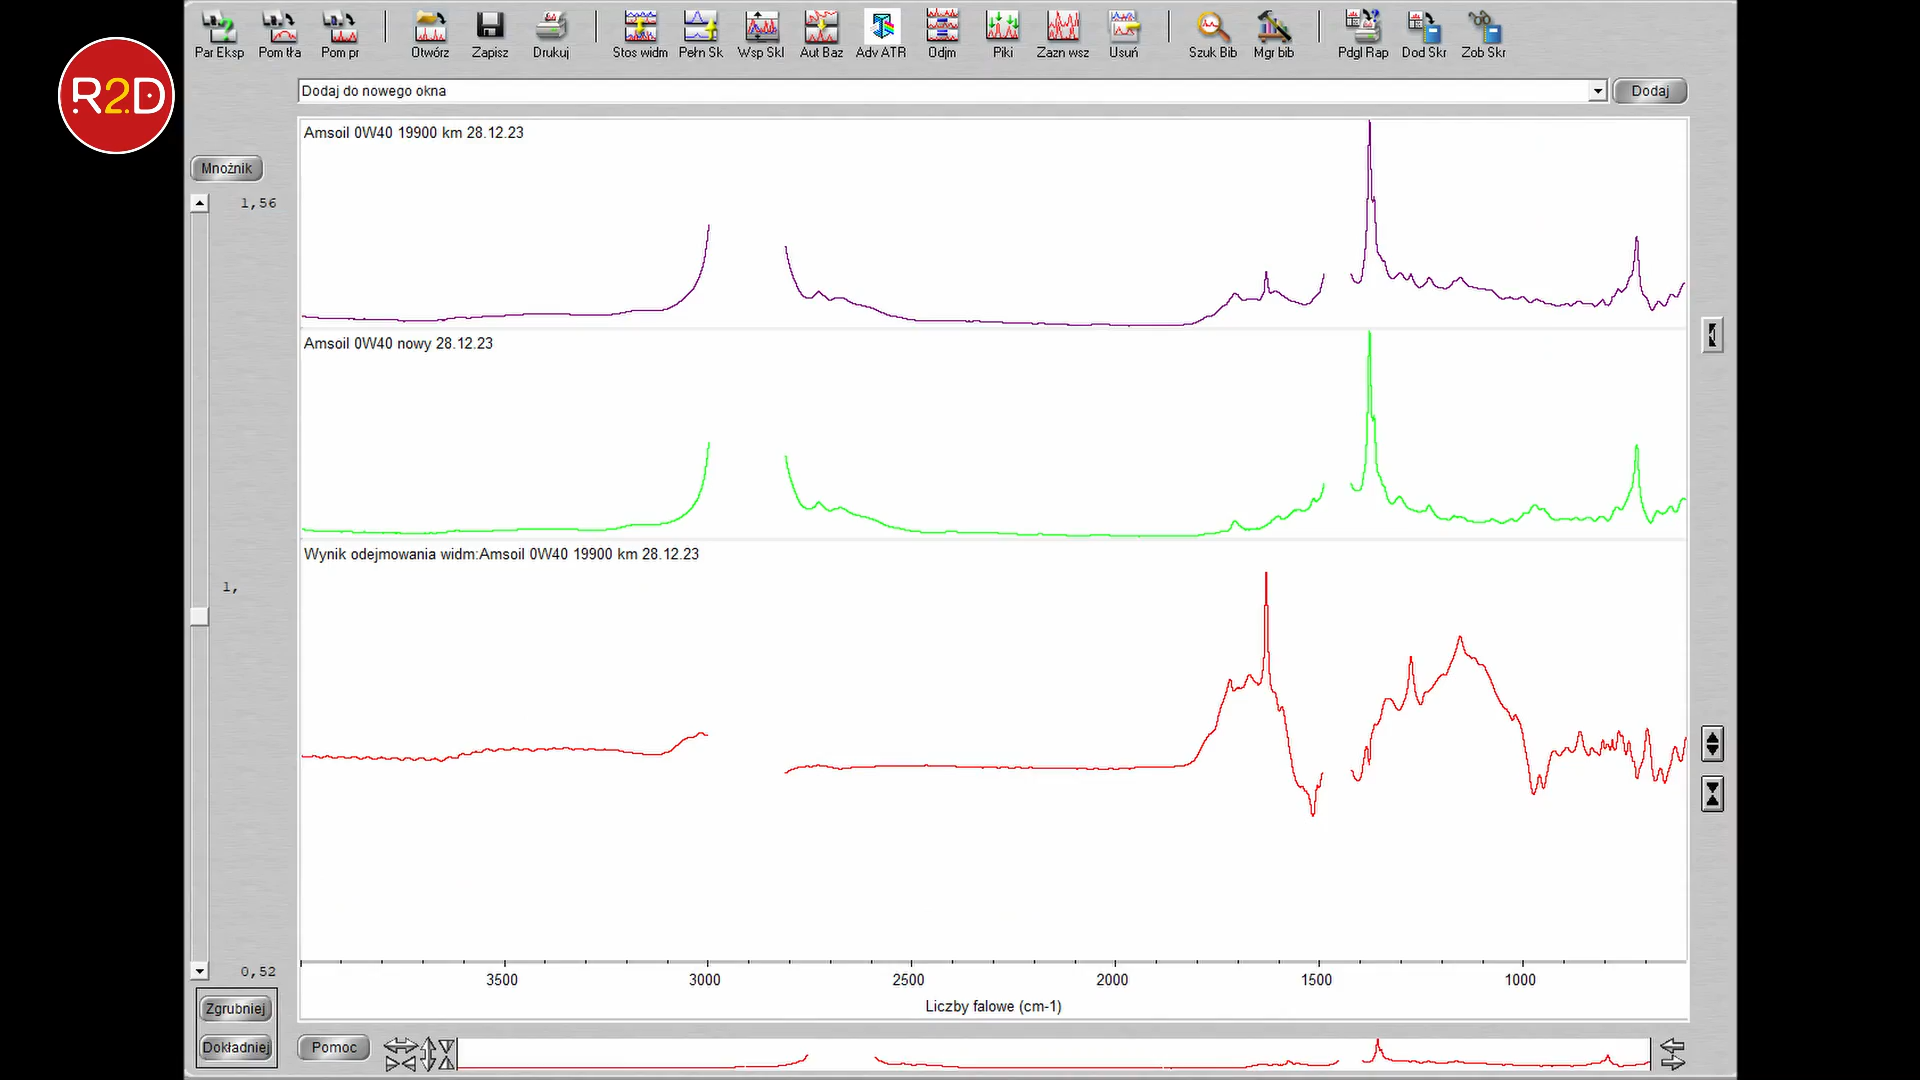 Par Eksp Pom tła Pom pr Otwórz Zapisz Drukuj Stos widm Pełn Sk Wsp Skl Aut Baz Adv ATR Odjm Piki Zazn wsz Usuń Szuk Bib Mgr bib Pdgl Rap Dod Skr Zob Skr
R2D
Dodaj do nowego okna Dodaj
Amsoil 0W40 19900 km 28.12.23
Mnożnik
1,56
Amsoil 0W40 nowy 28.12.23
Wynik odejmowania widm:Amsoil 0W40 19900 km 28.12.23
1,
0,52
3500 3000 2500 2000 1500 1000
Liczby falowe (cm-1)
Zgrubniej
Dokładniej
Pomoc